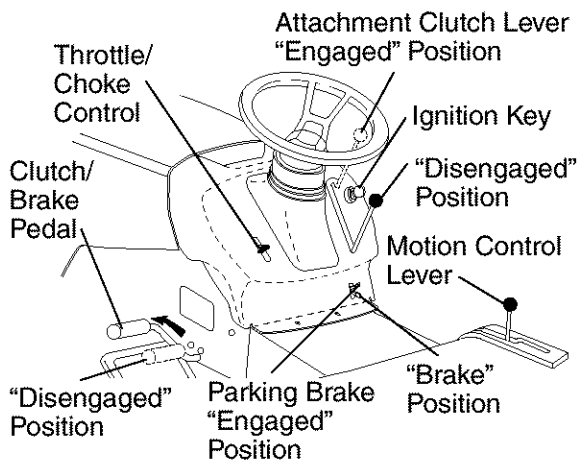 Attachment Clutch Lever
“Engaged” Position
Throttle/
Choke
Control
Ignition Key
Clutch/
Brake
Pedal
“Disengaged”
Position
Motion Control
Lever
“Disengaged”
Position
Parking Brake
“Engaged”
Position
“Brake”
Position